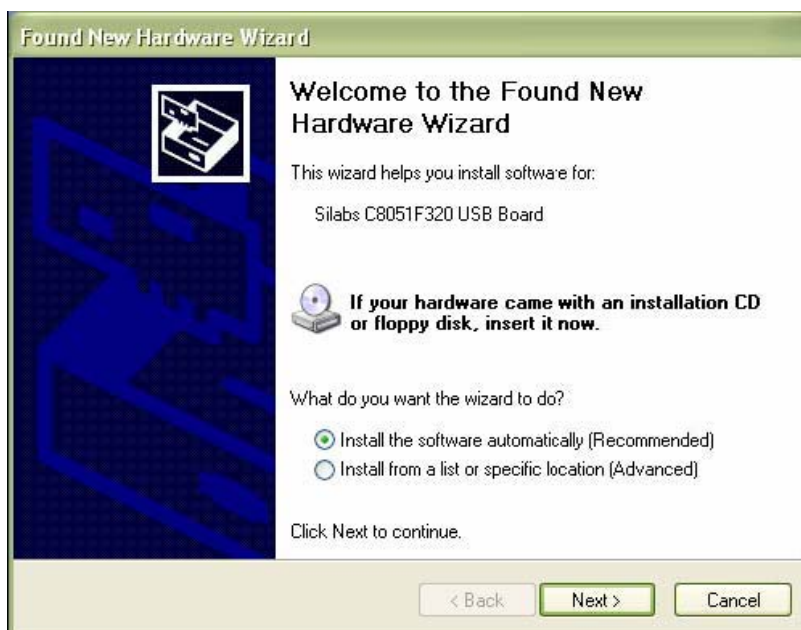 Found New Hardware Wizard
Welcome to the Found New
Hardware Wizard
This wizard helps you install software for:
Silabs C8051F320 USB Board
If your hardware came with an installation CD
or floppy disk, insert it now.
What do you want the wizard to do?
Install the software automatically (Recommended)
Install from a list or specific location (Advanced)
Click Next to continue.
< Back Next > Cancel